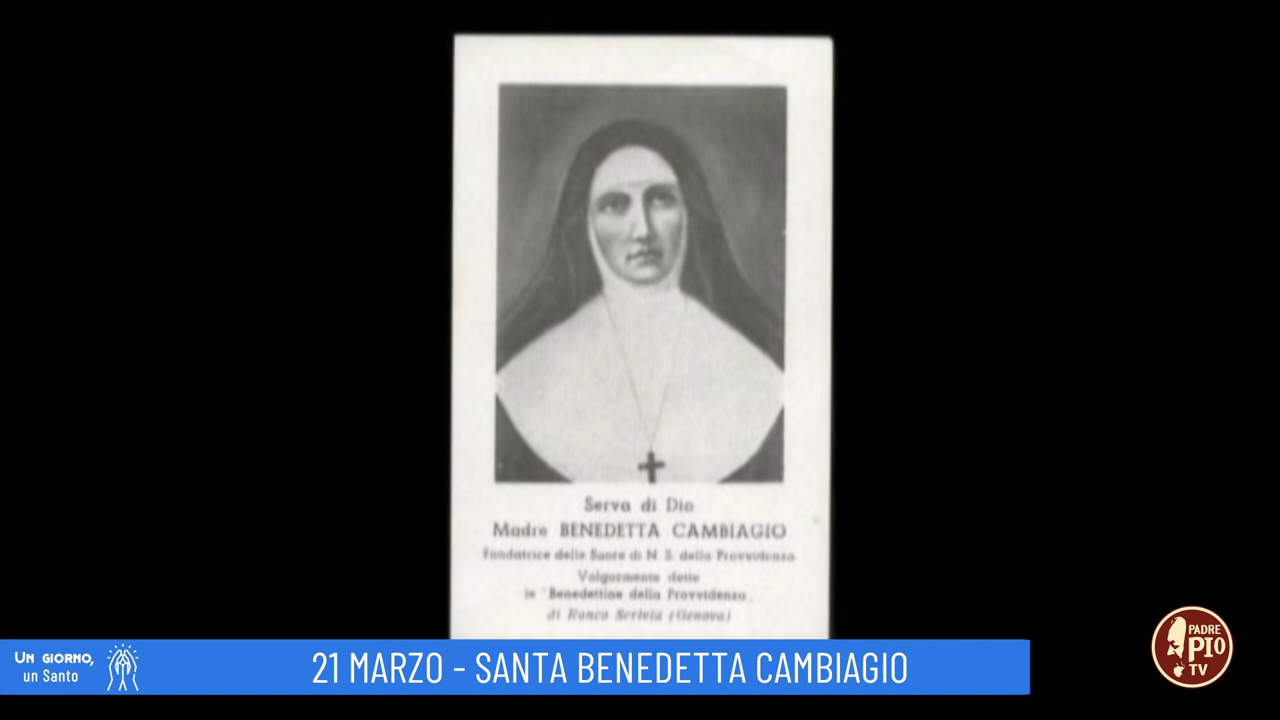 Serva di Dio
Madre BENEDETTA CAMBIAGIO
Fondatrice delle Suore di N. S. della Provvidenza
Volgarmente dette
le "Benedettine della Provvidenza"
di Ronco Scrivia (Genova)
UN GIORNO,
un Santo
21 MARZO - SANTA BENEDETTA CAMBIAGIO
PADRE
PIO
TV